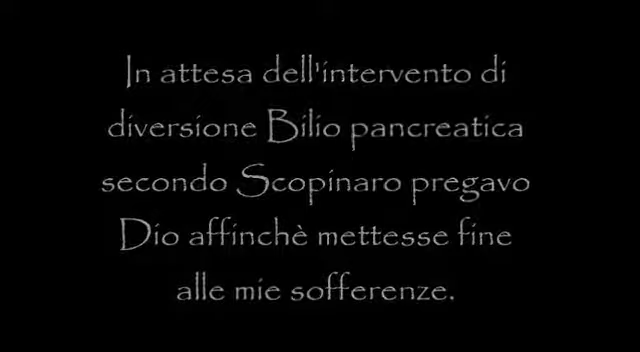 In attesa dell'intervento di
diversione Bilio pancreatica
secondo Scopinaro pregavo
Dio affinchè mettesse fine
alle mie sofferenze.